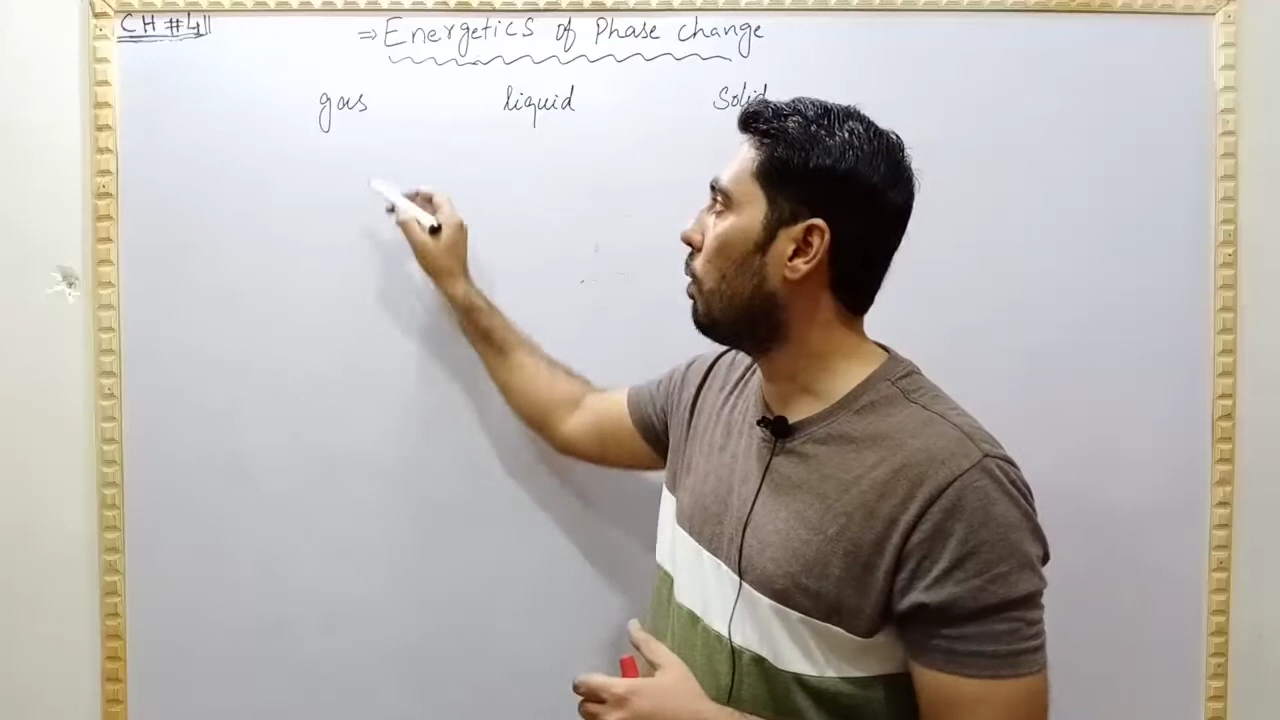 CH #4
⇒ Energetics of Phase change
gas liquid Solid